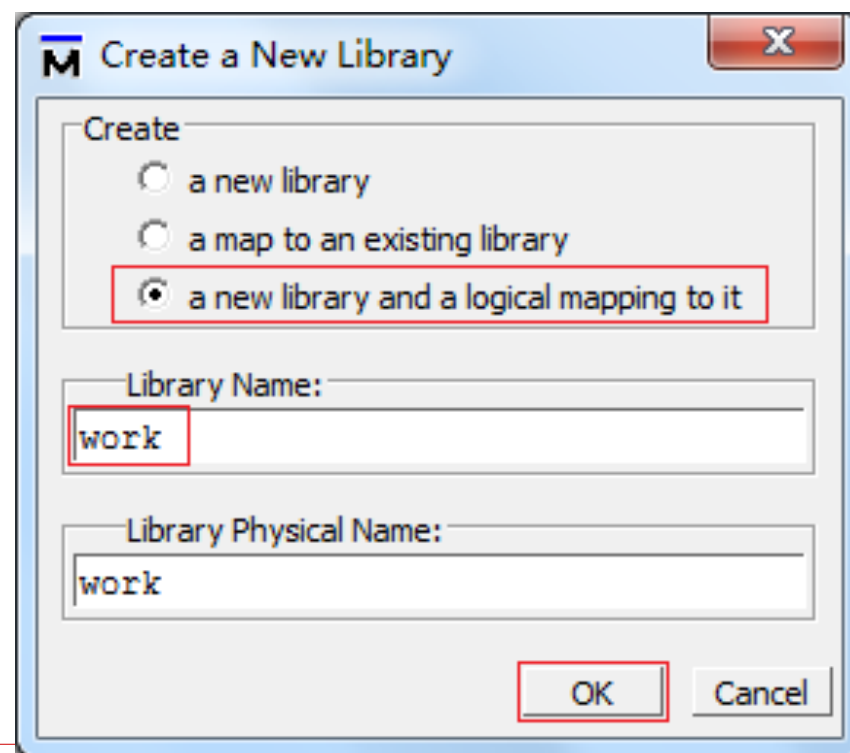 M Create a New Library
Create
a new library
a map to an existing library
a new library and a logical mapping to it
Library Name:
work
Library Physical Name:
work
OK Cancel